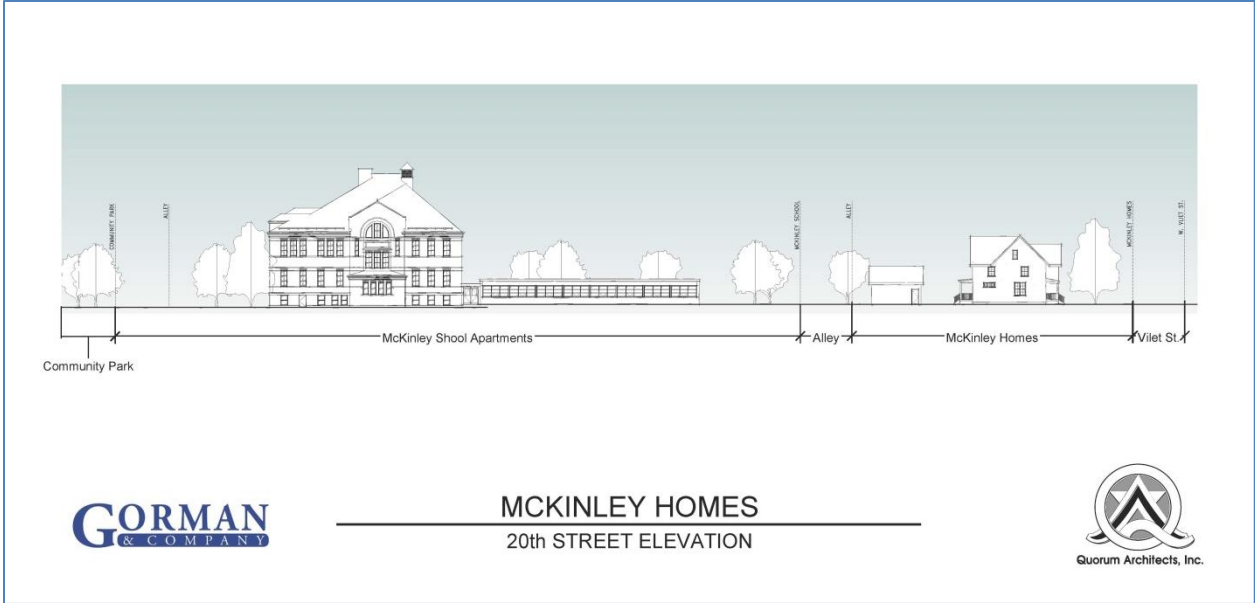 COMMUNITY PARK
ALLEY
MCKINLEY SCHOOL
ALLEY
MCKINLEY HOMES
N. VLIET ST.
McKinley Shool Apartments
Alley
McKinley Homes
Vilet St.
Community Park
GORMAN
& COMPANY
MCKINLEY HOMES
20th STREET ELEVATION
Quorum Architects, Inc.